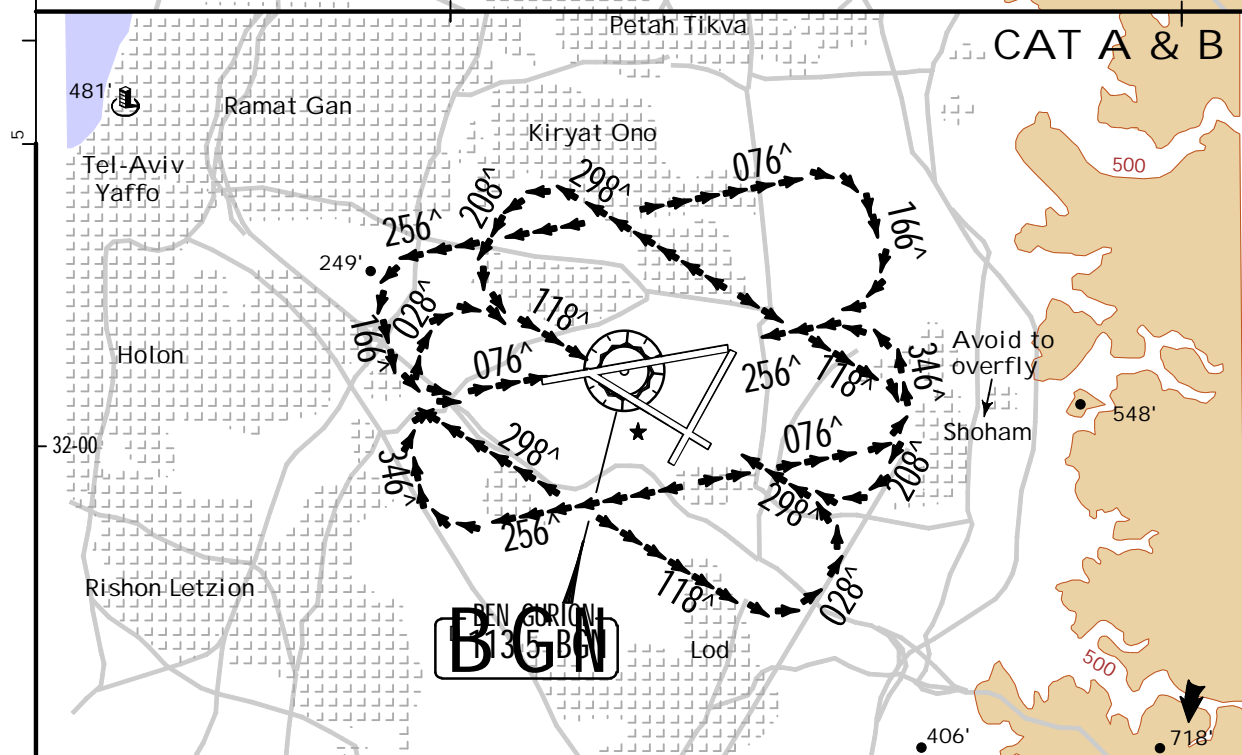 Petah Tikva
CAT A & B
481'
Ramat Gan
5
Kiryat Ono
Tel-Aviv
Yaffo
500
298^
076^
208^
256^
166^
249'
028^
118^
166^
Holon
076^
256^
118^
346^
Avoid to
overfly
548'
Shoham
32-00
298^
076^
346^
208^
298^
256^
118^
028^
Rishon Letzion
BEN GURION
113.5 BGN
BGN
Lod
500
406'
718'